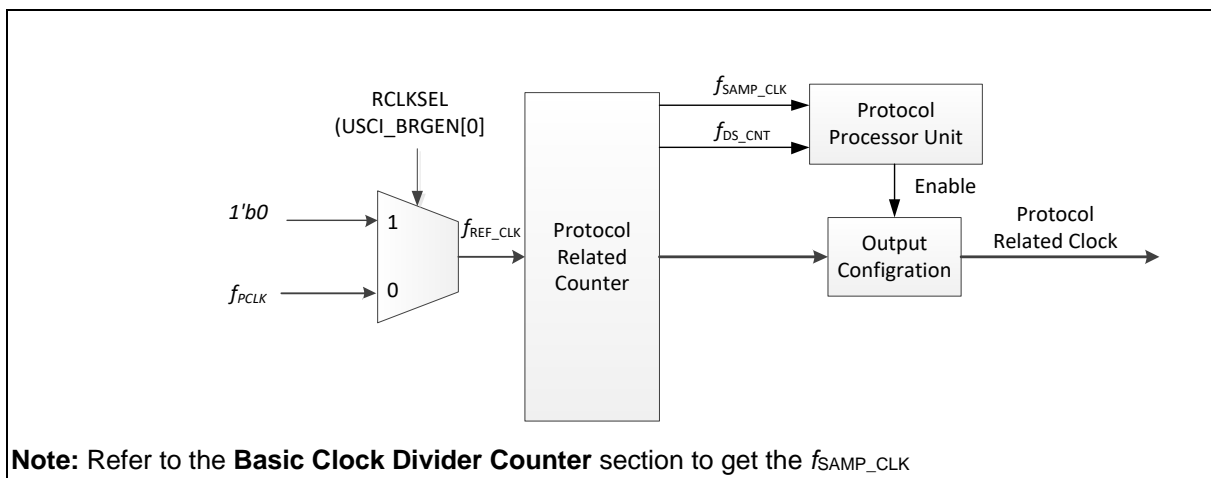 RCLKSEL
(USCI_BRGEN[0]
1'b0
1
fREF_CLK
fPCLK
0
Protocol
Related
Counter
fSAMP_CLK
fDS_CNT
Protocol
Processor Unit
Enable
Output
Configration
Protocol
Related Clock
Note: Refer to the Basic Clock Divider Counter section to get the fSAMP_CLK